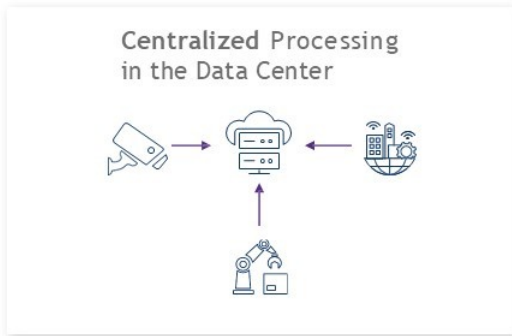 Centralized Processing
in the Data Center